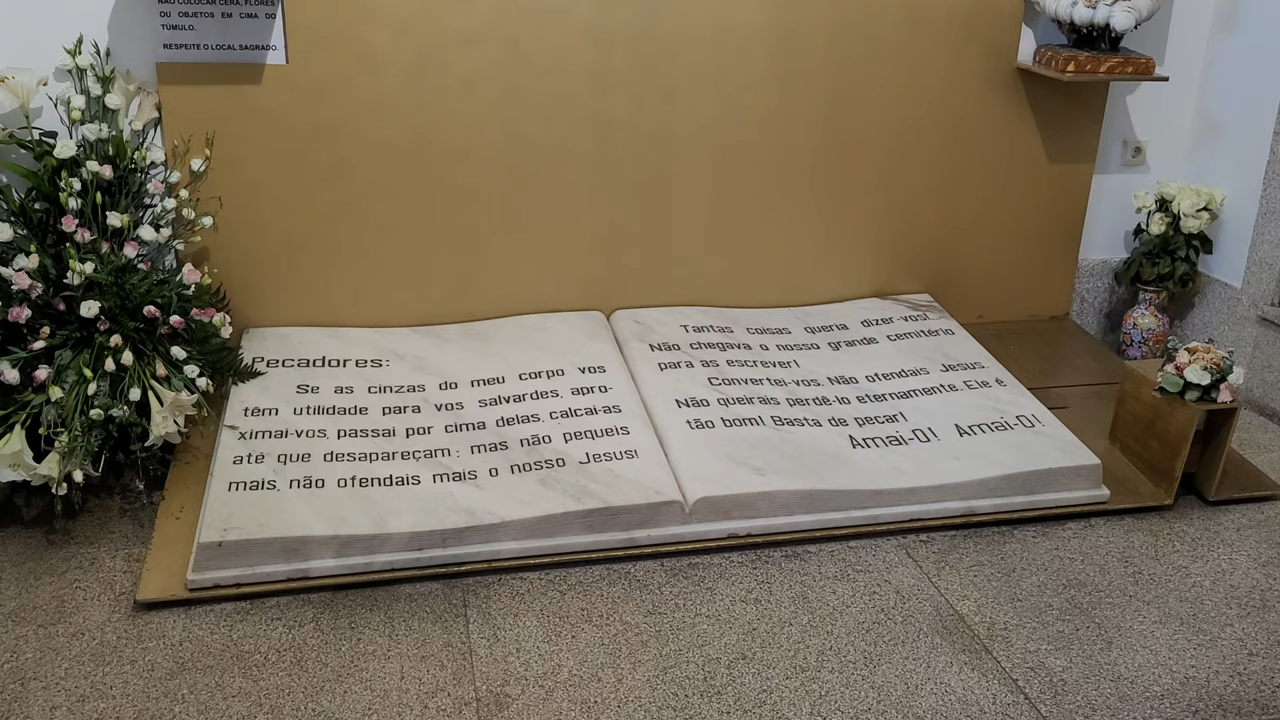 NÃO COLOCAR CERA, FLORES
OU OBJETOS EM CIMA DO
TÚMULO.
RESPEITE O LOCAL SAGRADO.
Pecadores:
Se as cinzas do meu corpo vos
têm utilidade para vos salvardes, apro-
ximai-vos, passai por cima delas, calcai-as
até que desapareçam: mas não pequeis
mais, não ofendais mais o nosso Jesus!
Tantas coisas queria dizer-vos!...
Não chegava o nosso grande cemitério
para as escrever!
Convertei-vos. Não ofendais Jesus.
Não queirais perdê-lo eternamente. Ele é
tão bom! Basta de pecar!
Amai-O! Amai-O!